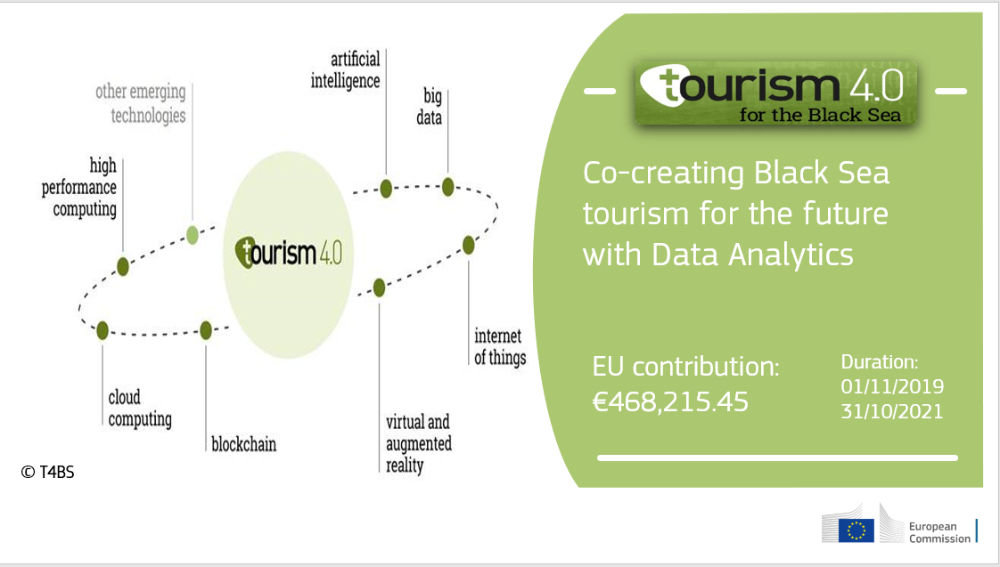 other emerging
technologies
artificial
intelligence
big
data
high
performance
computing
tourism 4.0
internet
of things
cloud
computing
blockchain
virtual and
augmented
reality
© T4BS
tourism 4.0
for the Black Sea
Co-creating Black Sea
tourism for the future
with Data Analytics
EU contribution:
€468,215.45
Duration:
01/11/2019
31/10/2021
European
Commission